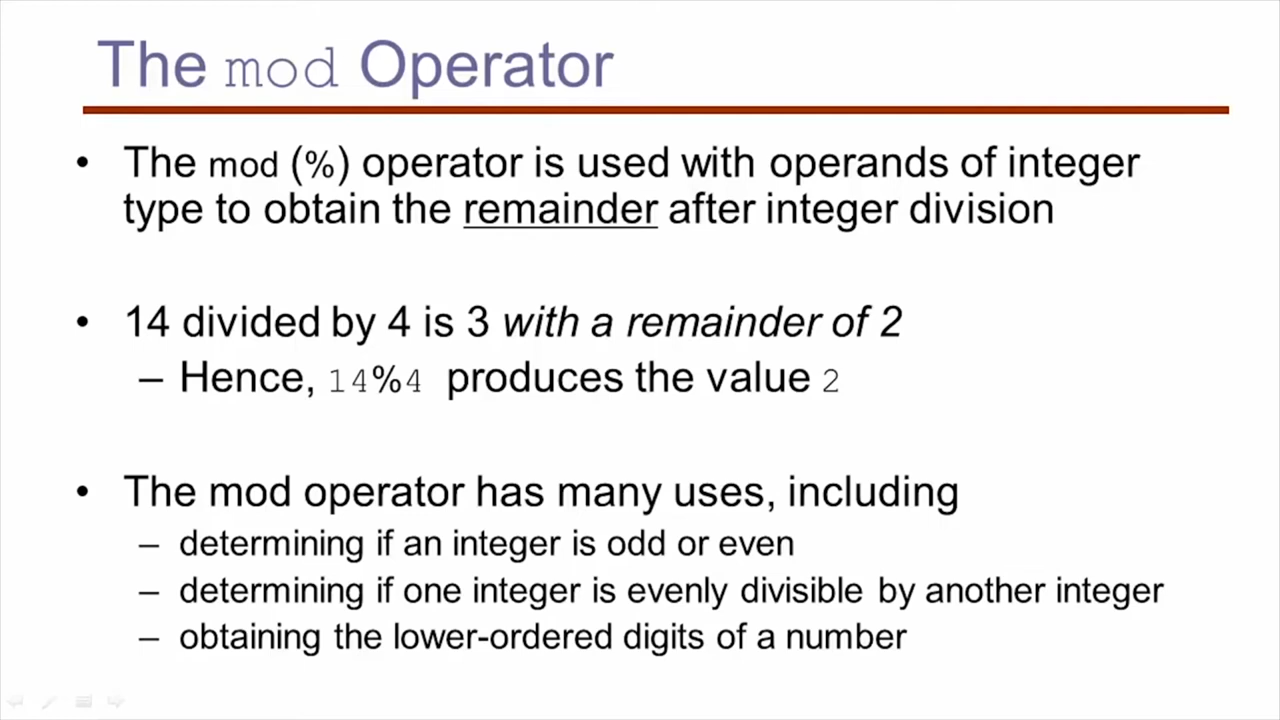 The mod Operator
• The mod (%) operator is used with operands of integer
type to obtain the remainder after integer division
• 14 divided by 4 is 3 with a remainder of 2
– Hence, 14%4 produces the value 2
• The mod operator has many uses, including
– determining if an integer is odd or even
– determining if one integer is evenly divisible by another integer
– obtaining the lower-ordered digits of a number